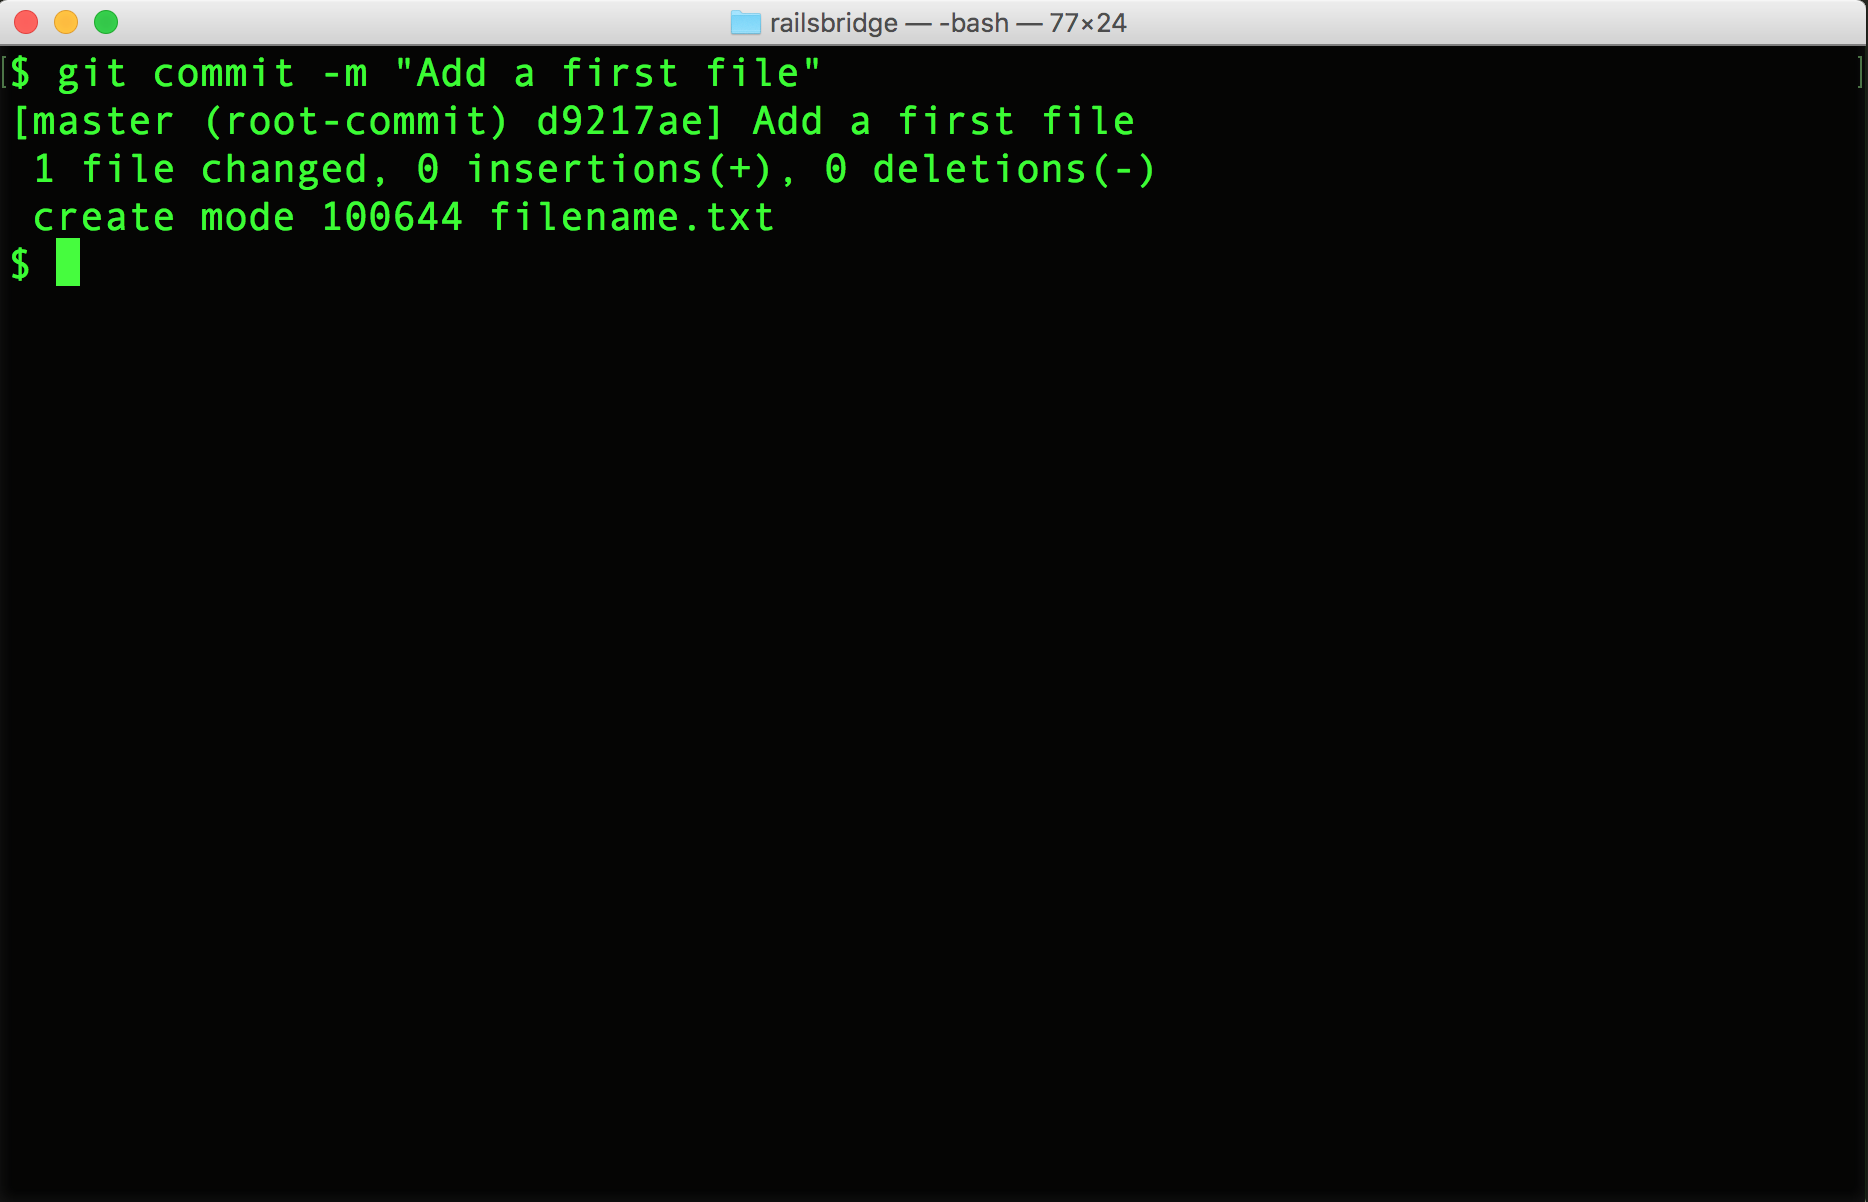 railsbridge — -bash — 77×24
[$ git commit -m "Add a first file" ]
[master (root-commit) d9217ae] Add a first file
 1 file changed, 0 insertions(+), 0 deletions(-)
 create mode 100644 filename.txt
$